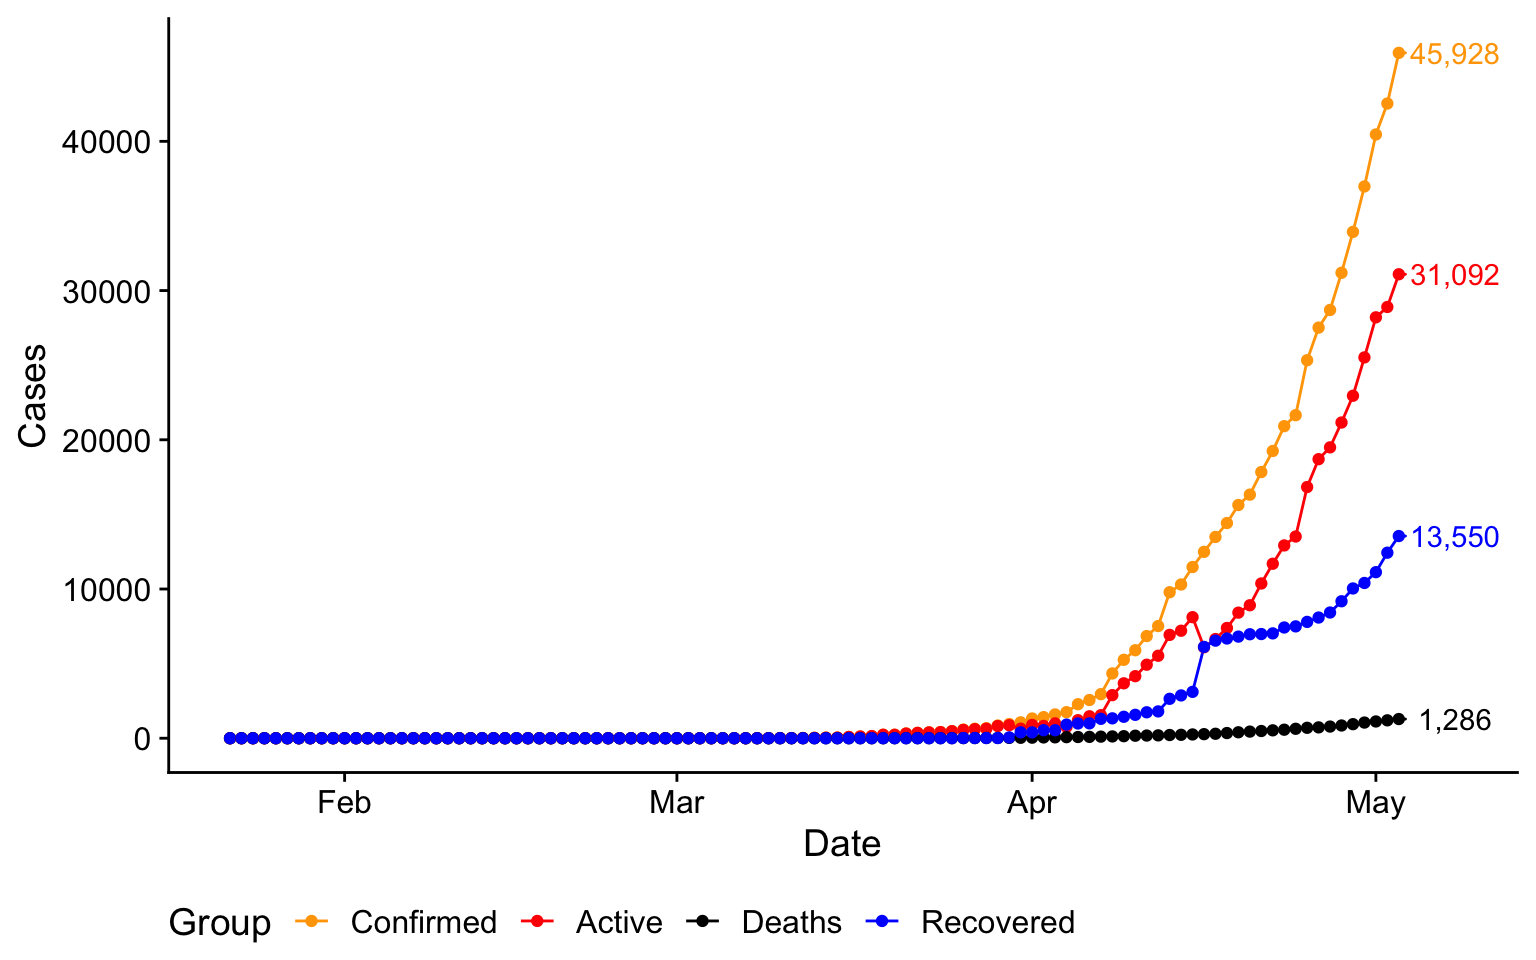 45,928
40000
30000
31,092
Cases
20000
13,550
10000
1,286
0
Feb Mar Apr May
Date
Group Confirmed Active Deaths Recovered